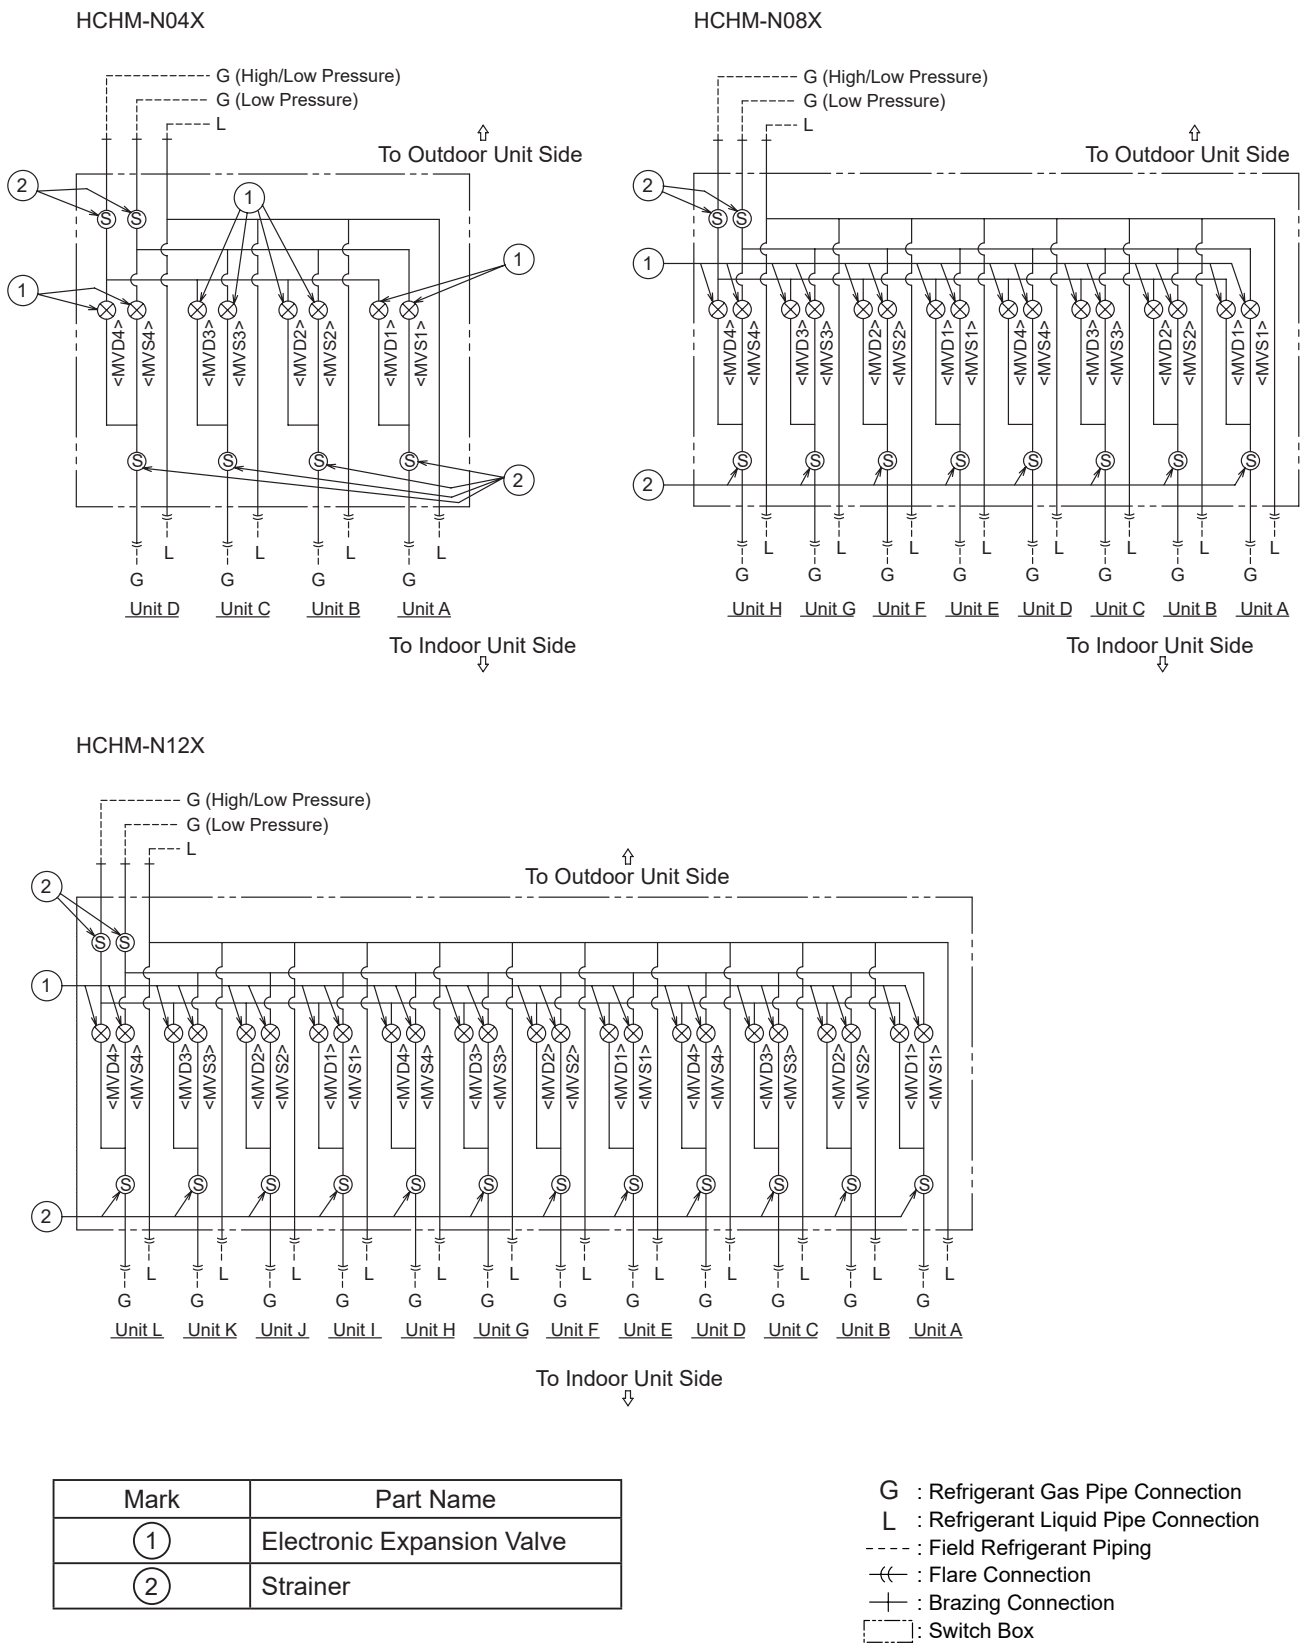 HCHM-N04X
G (High/Low Pressure)
G (Low Pressure)
L
To Outdoor Unit Side
2
1
S S
1
1
<MVD4> <MVS4> <MVD3> <MVS3> <MVD2> <MVS2> <MVD1> <MVS1>
S S S S
2
L L L L
G G G G
Unit D Unit C Unit B Unit A
To Indoor Unit Side
HCHM-N08X
G (High/Low Pressure)
G (Low Pressure)
L
To Outdoor Unit Side
2
S S
1
<MVD4> <MVS4> <MVD3> <MVS3> <MVD2> <MVS2> <MVD1> <MVS1> <MVD4> <MVS4> <MVD3> <MVS3> <MVD2> <MVS2> <MVD1> <MVS1>
S S S S S S S S
2
L L L L L L L L
G G G G G G G G
Unit H Unit G Unit F Unit E Unit D Unit C Unit B Unit A
To Indoor Unit Side
HCHM-N12X
G (High/Low Pressure)
G (Low Pressure)
L
To Outdoor Unit Side
2
S S
1
<MVD4> <MVS4> <MVD3> <MVS3> <MVD2> <MVS2> <MVD1> <MVS1> <MVD4> <MVS4> <MVD3> <MVS3> <MVD2> <MVS2> <MVD1> <MVS1> <MVD4> <MVS4> <MVD3> <MVS3> <MVD2> <MVS2> <MVD1> <MVS1>
S S S S S S S S S S S S
2
L L L L L L L L L L L L
G G G G G G G G G G G G
Unit L Unit K Unit J Unit I Unit H Unit G Unit F Unit E Unit D Unit C Unit B Unit A
To Indoor Unit Side
Mark Part Name
1 Electronic Expansion Valve
2 Strainer
G : Refrigerant Gas Pipe Connection
L : Refrigerant Liquid Pipe Connection
: Field Refrigerant Piping
: Flare Connection
: Brazing Connection
: Switch Box